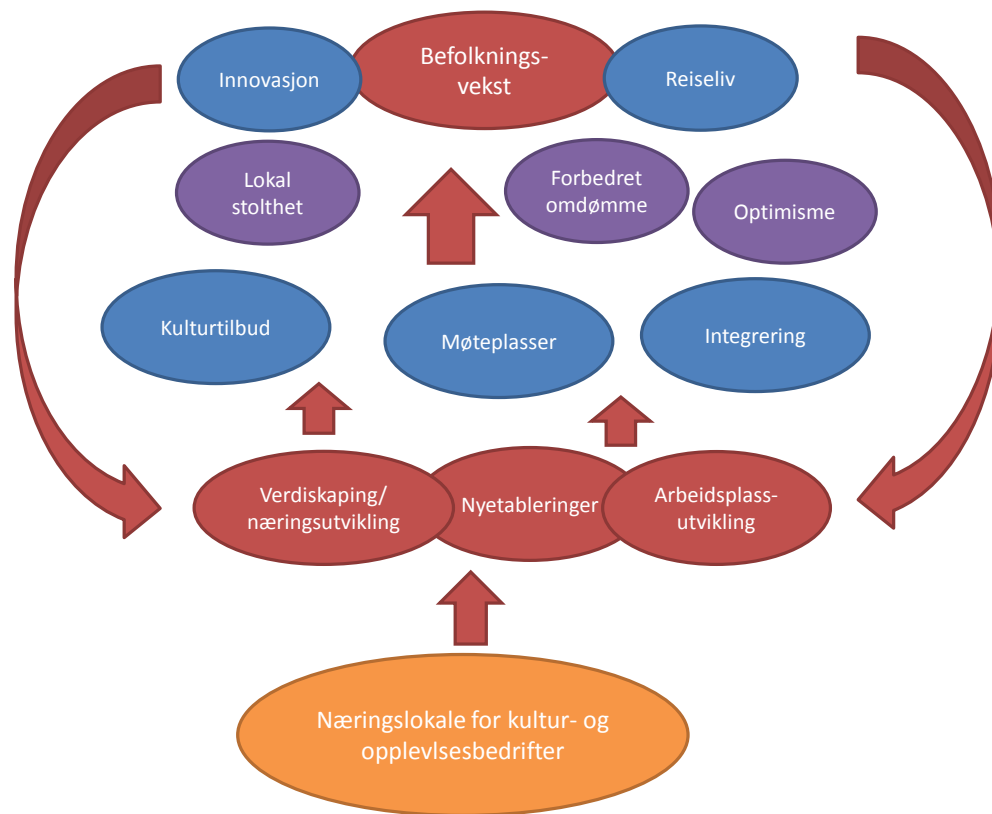 Innovasjon
Befolknings-
vekst
Reiseliv
Lokal
stolthet
Forbedret
omdømme
Optimisme
Kulturtilbud
Møteplasser
Integrering
Verdiskaping/
næringsutvikling
Nyetableringer
Arbeidsplass-
utvikling
Næringslokale for kultur- og
opplevlsesbedrifter